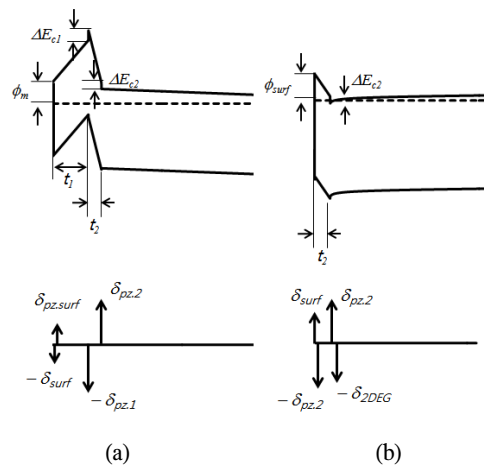 ΔE_c1
ϕ_m
ΔE_c2
t_1
t_2
ϕ_surf
ΔE_c2
t_2
δ_pz.surf
δ_pz.2
− δ_surf
− δ_pz.1
δ_surf
δ_pz.2
− δ_pz.2
− δ_2DEG
(a)
(b)